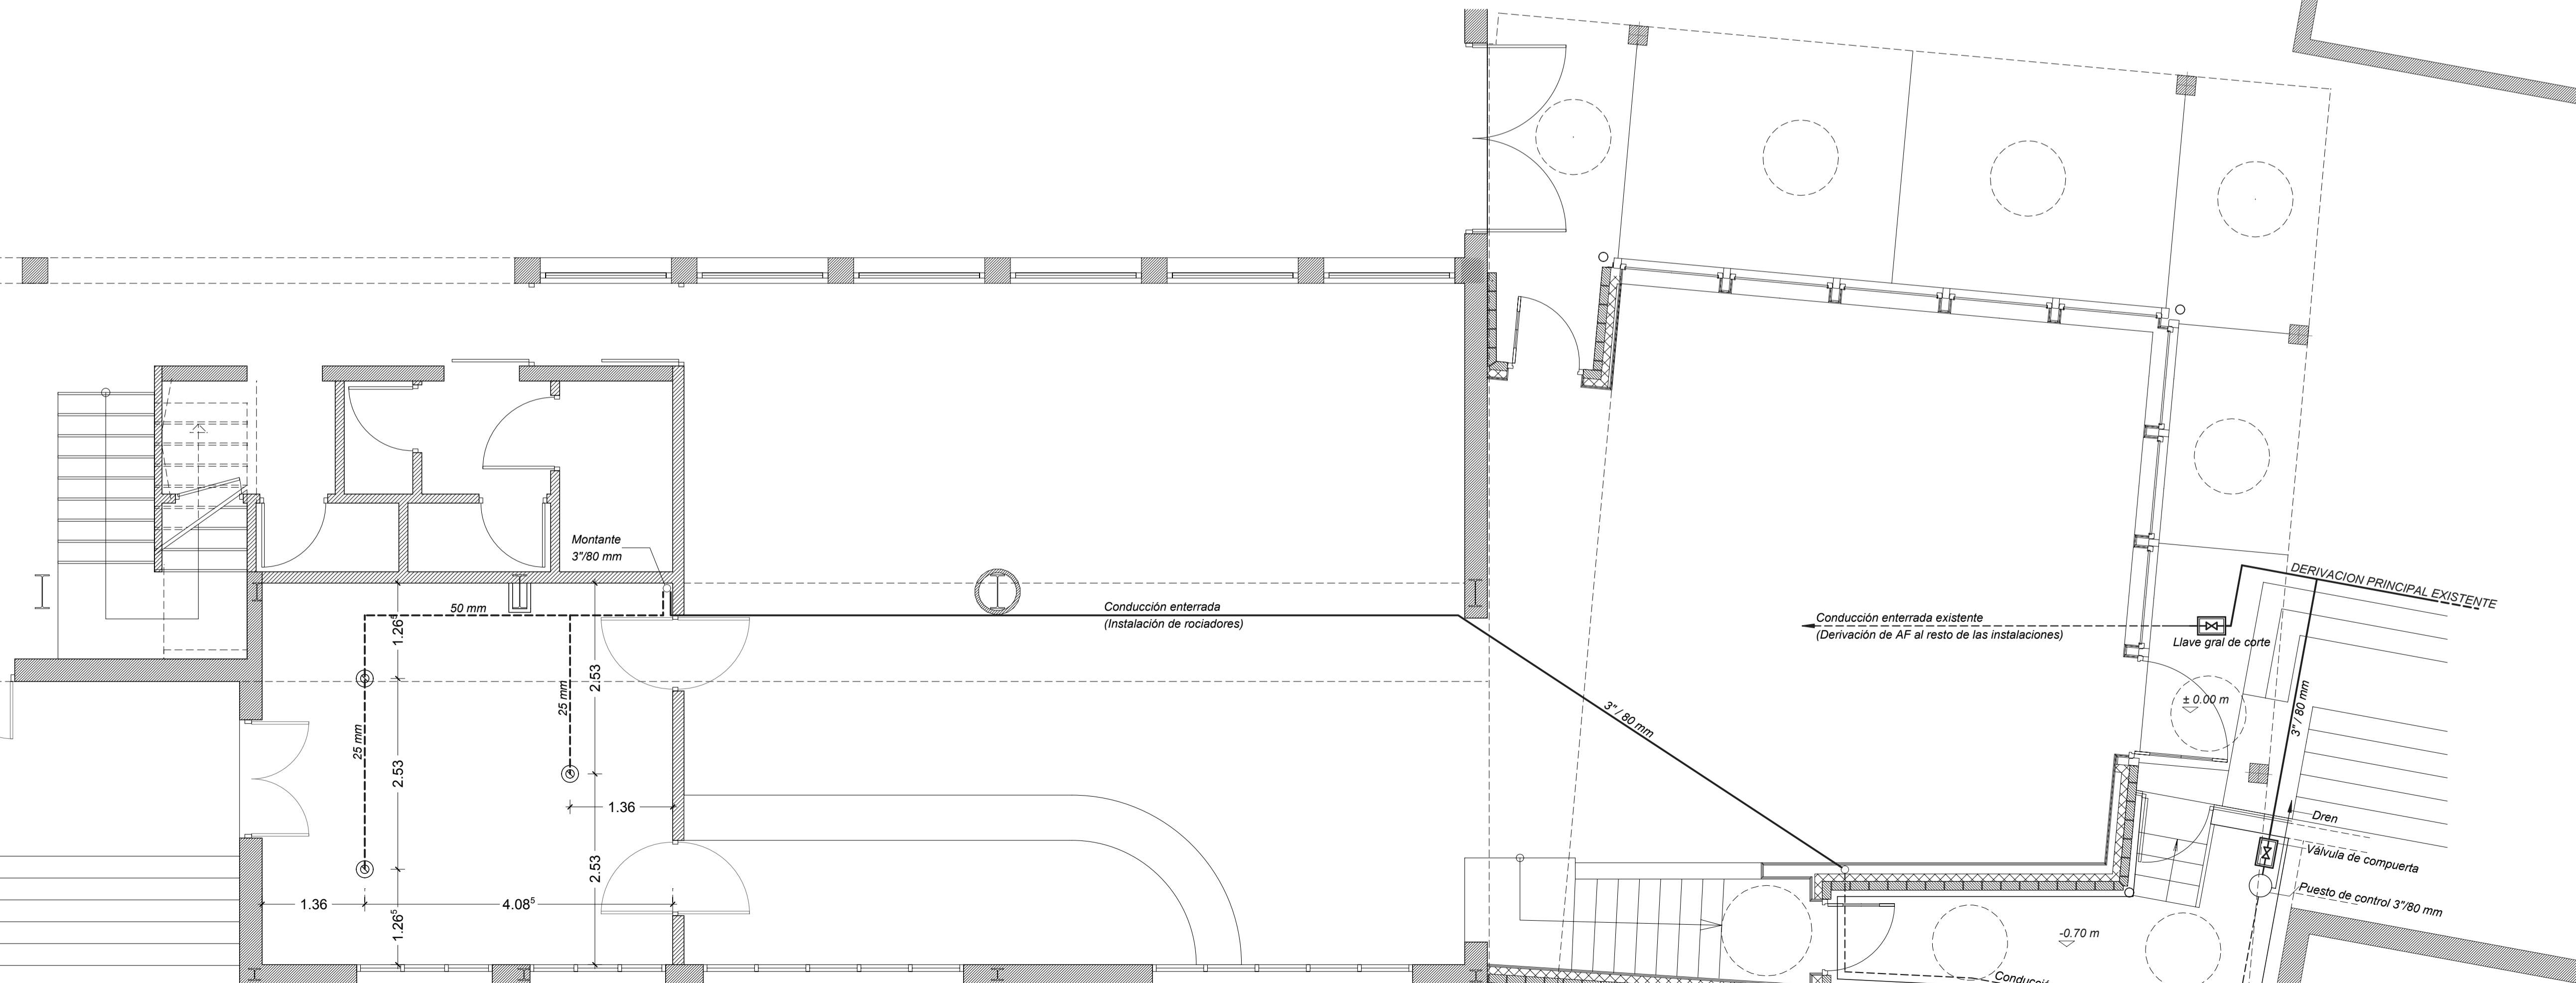 Montante
3"/80 mm
50 mm
1.26⁵
2.53
25 mm
25 mm
2.53
1.36
2.53
1.36
4.08⁵
1.26⁵
Conducción enterrada
(Instalación de rociadores)
3"/ 80 mm
Conducción enterrada existente
(Derivación de AF al resto de las instalaciones)
DERIVACION PRINCIPAL EXISTENTE
Llave gral de corte
± 0.00 m
3" / 80 mm
Dren
Válvula de compuerta
Puesto de control 3"/80 mm
-0.70 m